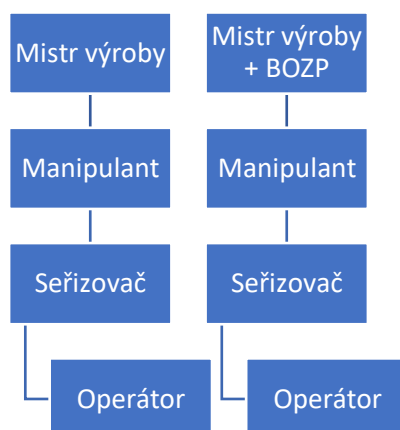 Mistr výroby
Mistr výroby
+ BOZP
Manipulant
Manipulant
Seřizovač
Seřizovač
Operátor
Operátor